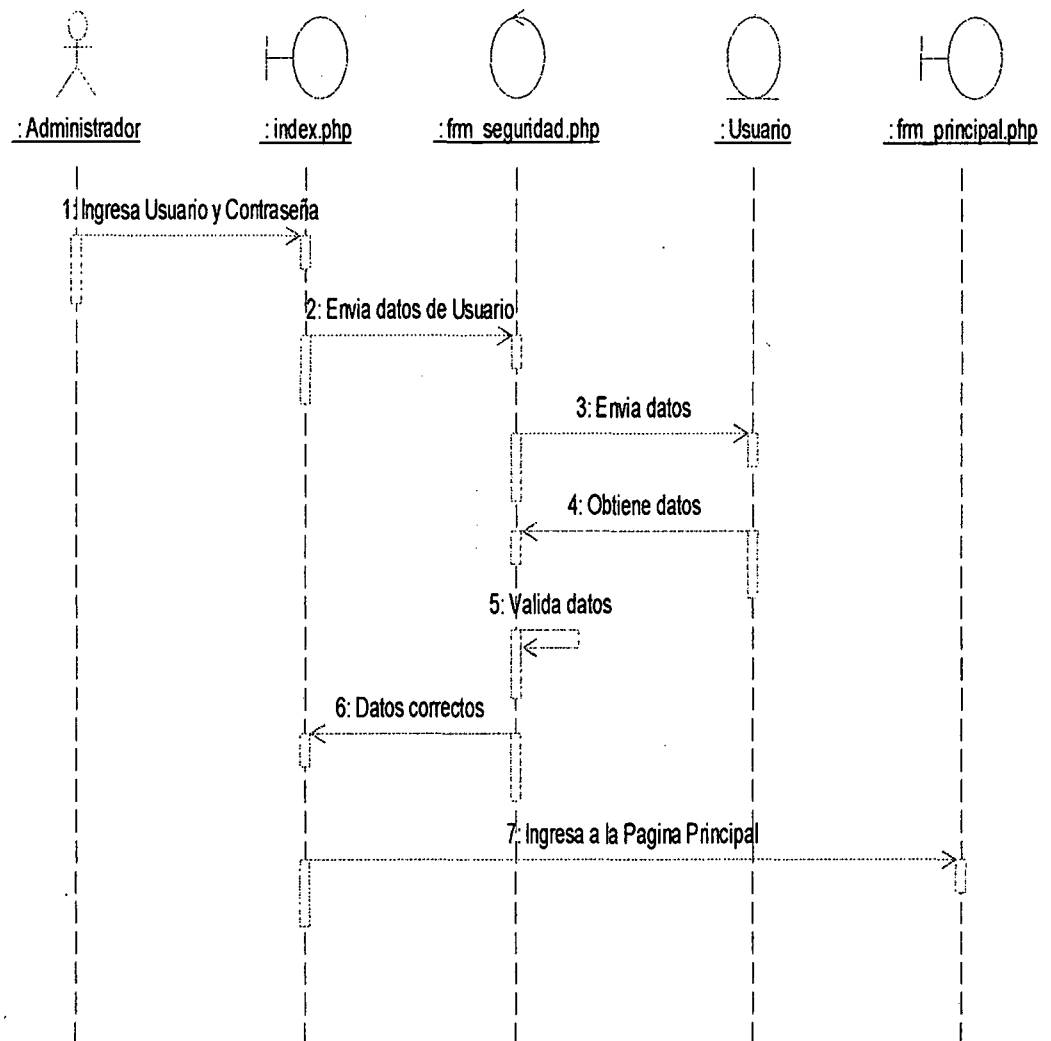 : Administrador
: index.php
: frm_seguridad.php
: Usuario
: frm_principal.php
1: Ingresa Usuario y Contraseña
2: Envia datos de Usuario
3: Envia datos
4: Obtiene datos
5: Valida datos
6: Datos correctos
7: Ingresa a la Pagina Principal